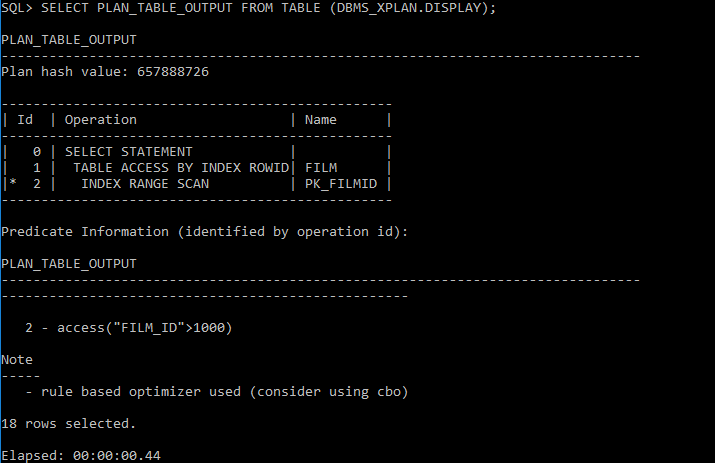 SQL> SELECT PLAN_TABLE_OUTPUT FROM TABLE (DBMS_XPLAN.DISPLAY);
PLAN_TABLE_OUTPUT
--------------------------------------------------------------------------------
Plan hash value: 657888726
-------------------------------------------------
| Id  | Operation                   | Name      |
-------------------------------------------------
|   0 | SELECT STATEMENT            |           |
|   1 |  TABLE ACCESS BY INDEX ROWID| FILM      |
|*  2 |   INDEX RANGE SCAN          | PK_FILMID |
-------------------------------------------------
Predicate Information (identified by operation id):
PLAN_TABLE_OUTPUT
--------------------------------------------------------------------------------
---------------------------------------------------
   2 - access("FILM_ID">1000)
Note
-----
   - rule based optimizer used (consider using cbo)
18 rows selected.
Elapsed: 00:00:00.44